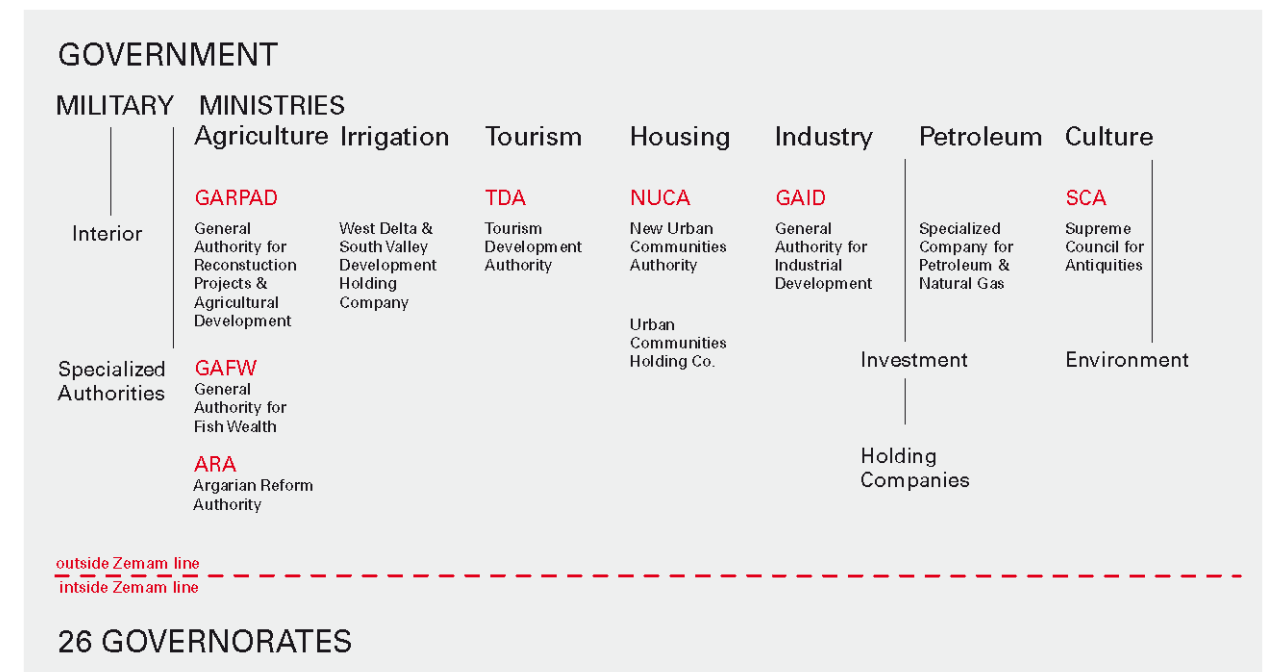 GOVERNMENT
MILITARY
MINISTRIES
Agriculture
Irrigation
Tourism
Housing
Industry
Petroleum
Culture
Interior
Specialized
Authorities
GARPAD
General
Authority for
Reconstuction
Projects &
Agricultural
Development
GAFW
General
Authority for
Fish Wealth
ARA
Argarian Reform
Authority
West Delta &
South Valley
Development
Holding
Company
TDA
Tourism
Development
Authority
NUCA
New Urban
Communities
Authority
Urban
Communities
Holding Co.
GAID
General
Authority for
Industrial
Development
Specialized
Company for
Petroleum &
Natural Gas
Investment
Holding
Companies
SCA
Supreme
Council for
Antiquities
Environment
outside Zemam line
intside Zemam line
26 GOVERNORATES